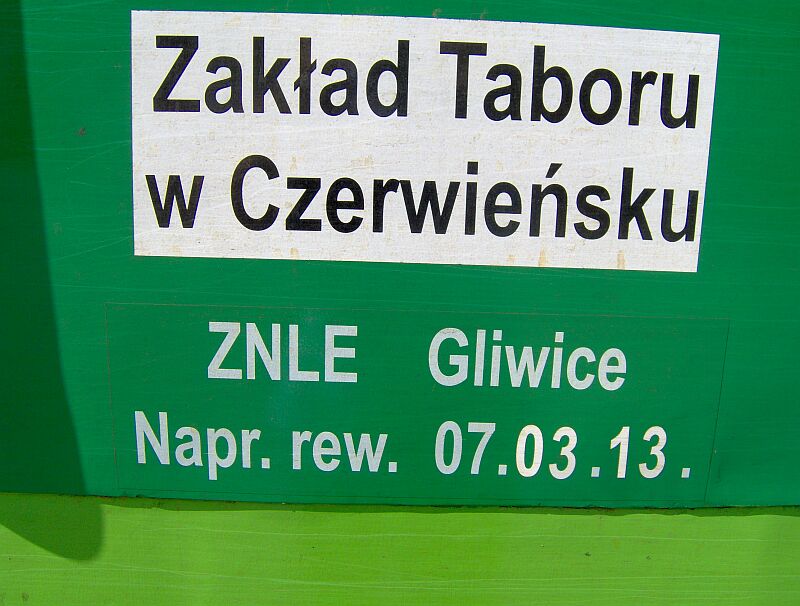 Zakład Taboru
w Czerwieńsku
ZNLE Gliwice
Napr. rew. 07.03.13.